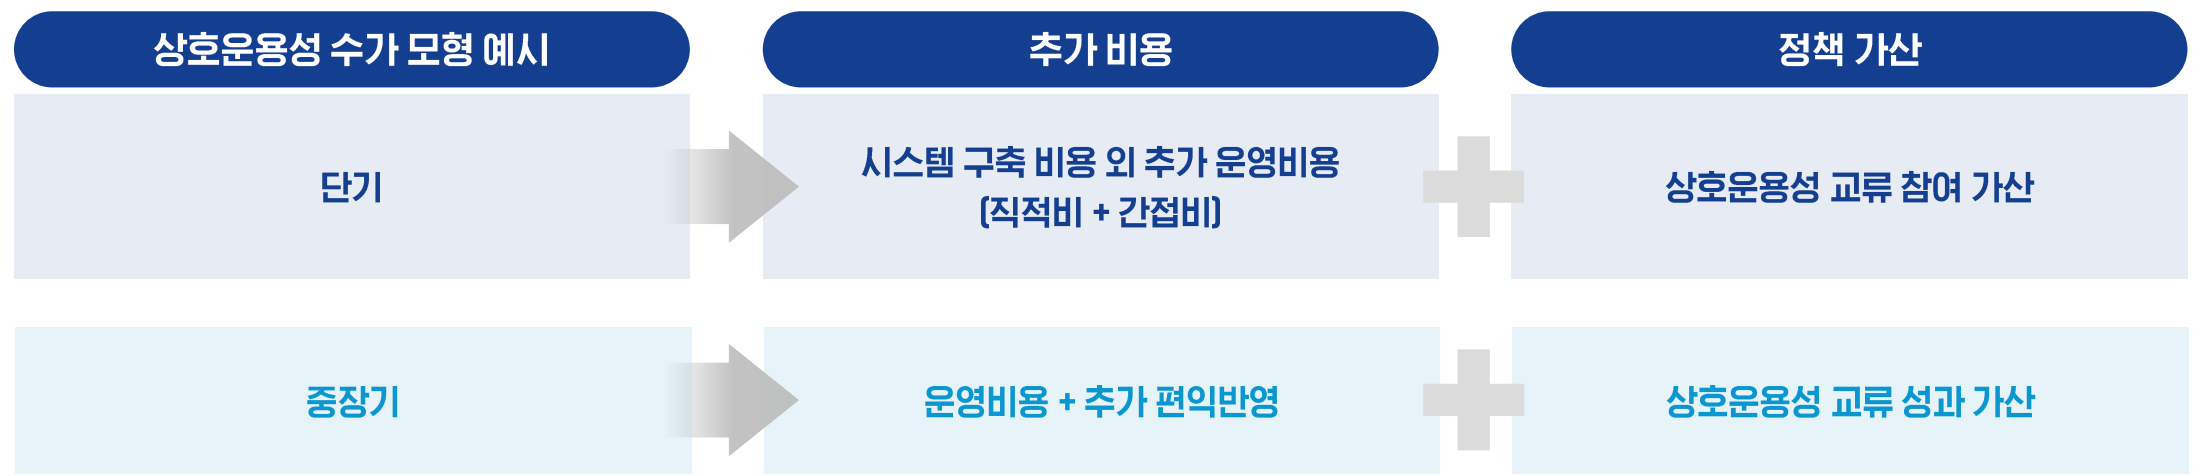 상호운용성 수가 모형 예시
추가 비용
정책 가산
단기
시스템 구축 비용 외 추가 운영비용
(직적비 + 간접비)
상호운용성 교류 참여 가산
중장기
운영비용 + 추가 편익반영
상호운용성 교류 성과 가산